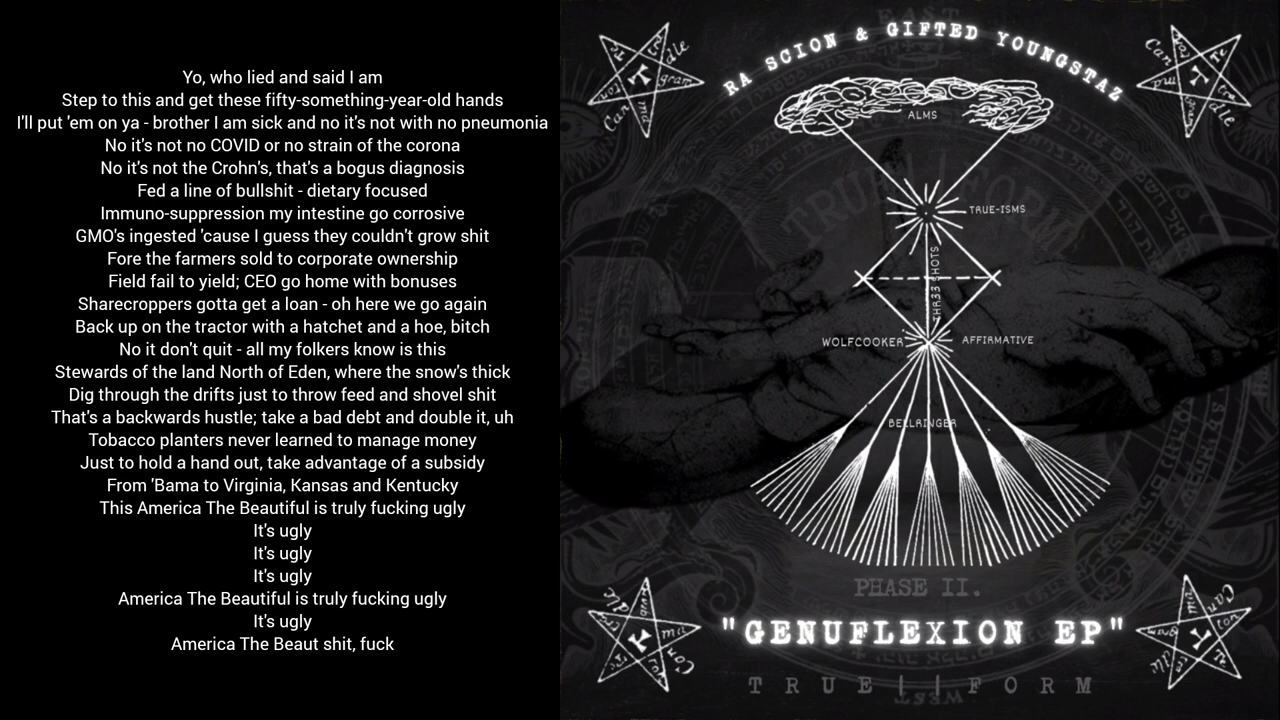 Yo, who lied and said I am
Step to this and get these fifty-something-year-old hands
I'll put 'em on ya - brother I am sick and no it's not with no pneumonia
No it's not no COVID or no strain of the corona
No it's not the Crohn's, that's a bogus diagnosis
Fed a line of bullshit - dietary focused
Immuno-suppression my intestine go corrosive
GMO's ingested 'cause I guess they couldn't grow shit
Fore the farmers sold to corporate ownership
Field fail to yield; CEO go home with bonuses
Sharecroppers gotta get a loan - oh here we go again
Back up on the tractor with a hatchet and a hoe, bitch
No it don't quit - all my folkers know is this
Stewards of the land North of Eden, where the snow's thick
Dig through the drifts just to throw feed and shovel shit
That's a backwards hustle; take a bad debt and double it, uh
Tobacco planters never learned to manage money
Just to hold a hand out, take advantage of a subsidy
From 'Bama to Virginia, Kansas and Kentucky
This America The Beautiful is truly fucking ugly
It's ugly
It's ugly
It's ugly
America The Beautiful is truly fucking ugly
It's ugly
America The Beaut shit, fuck
EAST
RA SCION & GIFTED YOUNGSTAZ
ALMS
TRUE FORM
TRUE-ISMS
THR33 SHOTS
WOLFCOOKER
AFFIRMATIVE
BELLRINGER
PHASE II.
"GENUFLEXION EP"
TRUE||FORM
WEST